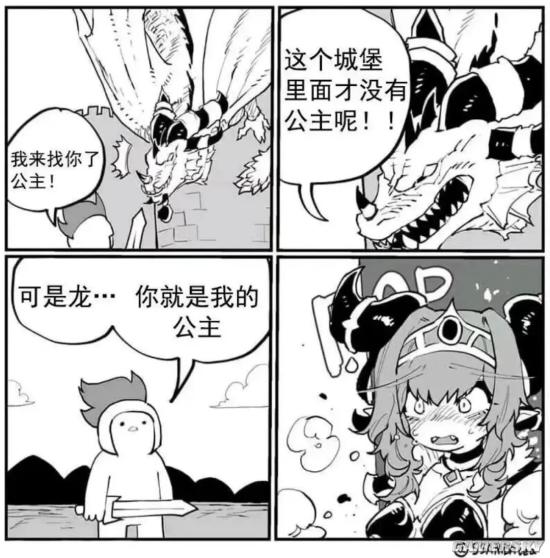 我来找你了
公主!
这个城堡
里面才没有
公主呢!!
可是龙…
你就是我的
公主